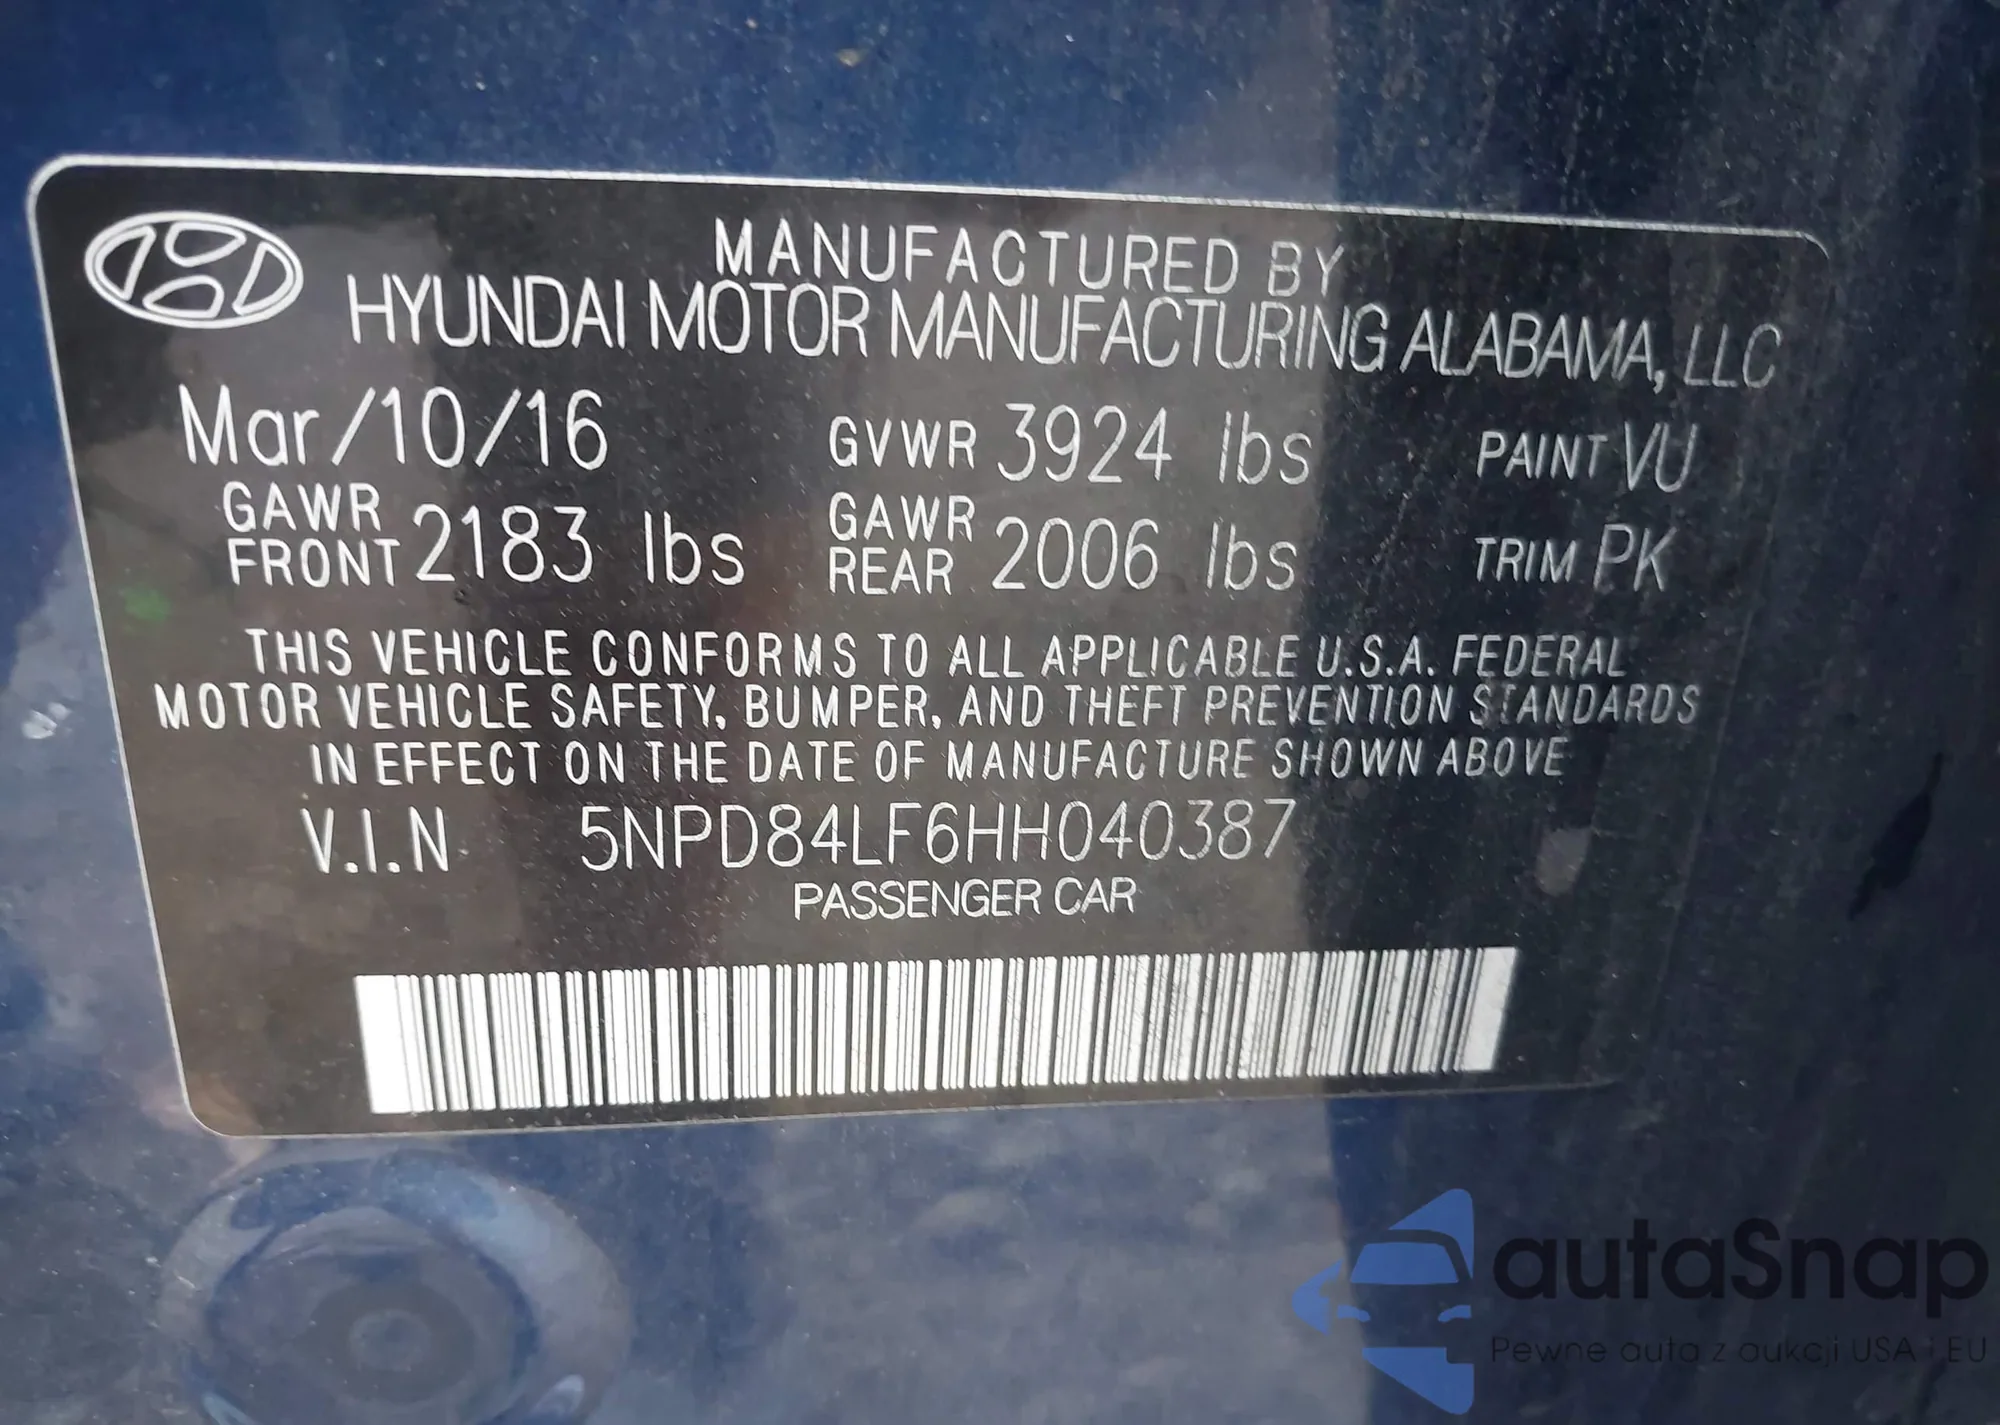 MANUFACTURED BY
HYUNDAI MOTOR MANUFACTURING ALABAMA, LLC
Mar/10/16 GVWR 3924 lbs PAINT VU
GAWR FRONT 2183 lbs GAWR REAR 2006 lbs TRIM PK
THIS VEHICLE CONFORMS TO ALL APPLICABLE U.S.A. FEDERAL
MOTOR VEHICLE SAFETY, BUMPER, AND THEFT PREVENTION STANDARDS
IN EFFECT ON THE DATE OF MANUFACTURE SHOWN ABOVE
V.I.N 5NPD84LF6HH040387
PASSENGER CAR
autaSnap
Pewne auta z aukcji USA i EU